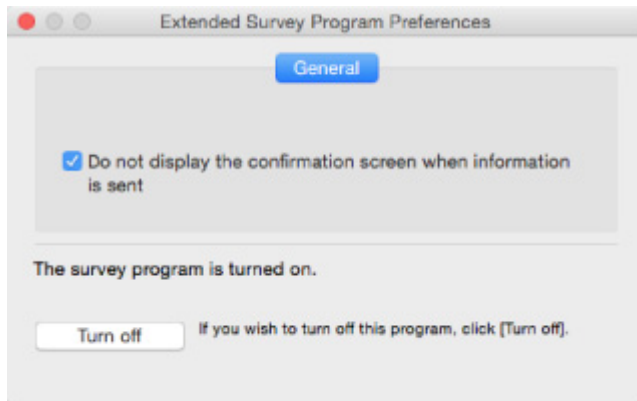 Extended Survey Program Preferences
General
Do not display the confirmation screen when information
is sent
The survey program is turned on.
Turn off
If you wish to turn off this program, click [Turn off].